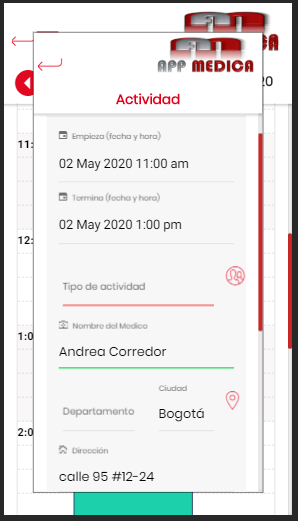 APP MEDICA
Actividad
20
11:
Empieza (fecha y hora)
02 May 2020 11:00 am
Termina (fecha y hora)
02 May 2020 1:00 pm
12:
Tipo de actividad
Nombre del Medico
1:0
Andrea Corredor
Ciudad
Departamento
Bogotá
2:0
Dirección
calle 95 #12-24